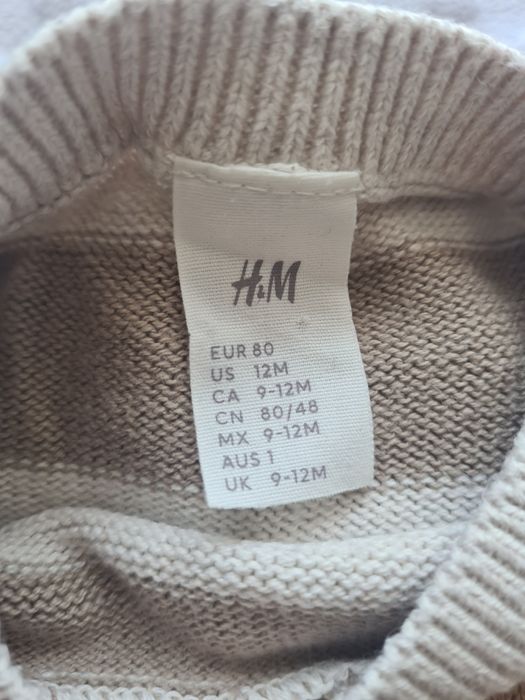 H&M
EUR 80
US 12M
CA 9-12M
CN 80/48
MX 9-12M
AUS 1
UK 9-12M